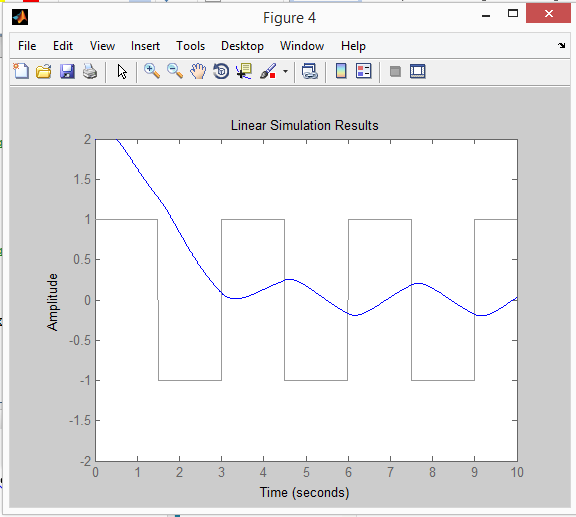 Figure 4
File Edit View Insert Tools Desktop Window Help
Linear Simulation Results
Amplitude
2
1.5
1
0.5
0
-0.5
-1
-1.5
-2
0 1 2 3 4 5 6 7 8 9 10
Time (seconds)